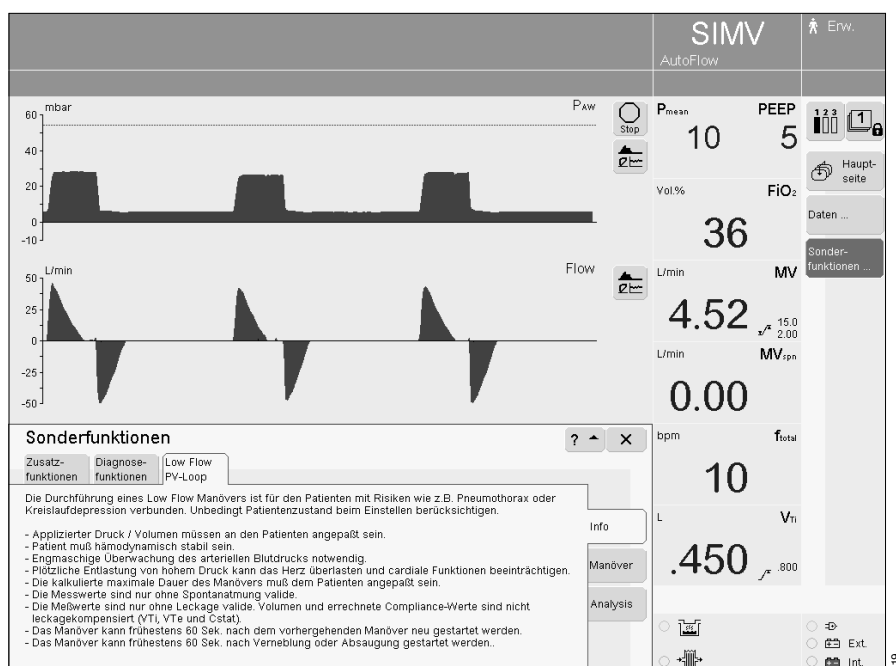 SIMV
AutoFlow
Erw.
mbar
PAW
60
40
20
0
-10
Stop
L/min
Flow
50
25
0
-25
-50
Pmean
PEEP
10
5
Vol.%
FiO2
36
L/min
MV
4.52
15.0
2.00
L/min
MVspn
0.00
bpm
ftotal
10
L
VTi
.450
.800
1 2 3
1
Haupt-
seite
Daten ...
Sonder-
funktionen ...
Sonderfunktionen
?
Zusatz-
funktionen
Diagnose-
funktionen
Low Flow
PV-Loop
Die Durchführung eines Low Flow Manövers ist für den Patienten mit Risiken wie z.B. Pneumothorax oder
Kreislaufdepression verbunden. Unbedingt Patientenzustand beim Einstellen berücksichtigen.
- Applizierter Druck / Volumen müssen an den Patienten angepaßt sein.
- Patient muß hämodynamisch stabil sein.
- Engmaschige Überwachung des arteriellen Blutdrucks notwendig.
- Plötzliche Entlastung von hohem Druck kann das Herz überlasten und cardiale Funktionen beeinträchtigen.
- Die kalkulierte maximale Dauer des Manövers muß dem Patienten angepaßt sein.
- Die Messwerte sind nur ohne Spontanatmung valide.
- Die Meßwerte sind nur ohne Leckage valide. Volumen und errechnete Compliance-Werte sind nicht
leckagekompensiert (VTi, VTe und Cstat).
- Das Manöver kann frühestens 60 Sek. nach dem vorhergehenden Manöver neu gestartet werden.
- Das Manöver kann frühestens 60 Sek. nach Verneblung oder Absaugung gestartet werden..
Info
Manöver
Analysis
Ext.
Int.